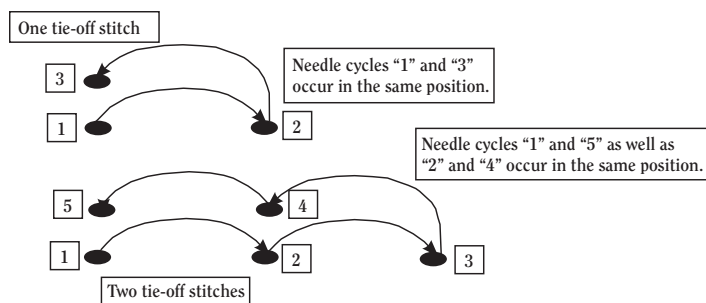 One tie-off stitch
3
Needle cycles “1” and “3”
occur in the same position.
1
2
Needle cycles “1” and “5” as well as
“2” and “4” occur in the same position.
5
4
1
2
3
Two tie-off stitches